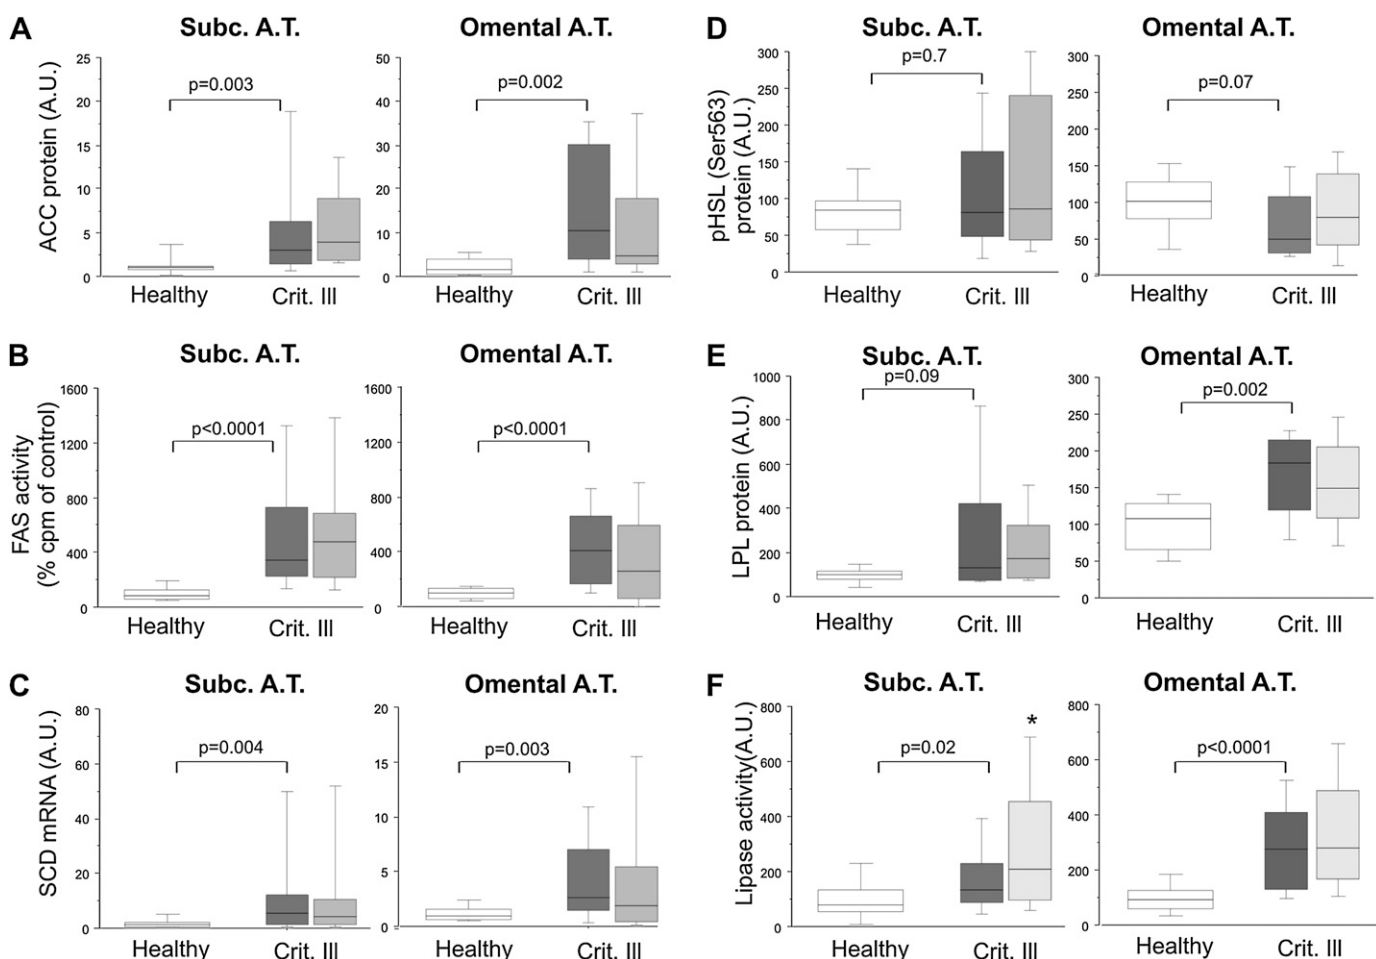 A
Subc. A.T.
Omental A.T.
ACC protein (A.U.)
25
20
15
10
5
0
p=0.003
Healthy
Crit. Ill
50
40
30
20
10
0
p=0.002
Healthy
Crit. Ill
B
Subc. A.T.
Omental A.T.
FAS activity
(% cpm of control)
1600
1200
800
400
0
p<0.0001
Healthy
Crit. Ill
1600
1200
800
400
0
p<0.0001
Healthy
Crit. Ill
C
Subc. A.T.
Omental A.T.
SCD mRNA (A.U.)
80
60
40
20
0
p=0.004
Healthy
Crit. Ill
20
15
10
5
0
p=0.003
Healthy
Crit. Ill
D
Subc. A.T.
Omental A.T.
pHSL (Ser563)
protein (A.U.)
300
250
200
150
100
50
0
p=0.7
Healthy
Crit. Ill
300
250
200
150
100
50
0
p=0.07
Healthy
Crit. Ill
E
Subc. A.T.
Omental A.T.
LPL protein (A.U.)
1000
800
600
400
200
0
p=0.09
Healthy
Crit. Ill
300
250
200
150
100
50
0
p=0.002
Healthy
Crit. Ill
F
Subc. A.T.
Omental A.T.
Lipase activity(A.U.)
800
600
400
200
0
p=0.02
*
Healthy
Crit. Ill
800
600
400
200
0
p<0.0001
Healthy
Crit. Ill